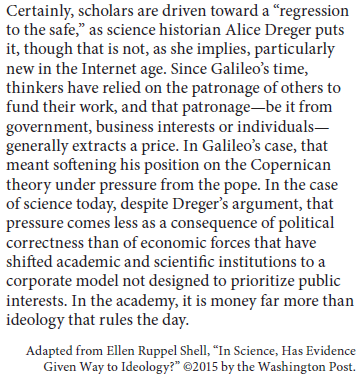 Certainly, scholars are driven toward a “regression
to the safe,” as science historian Alice Dreger puts
it, though that is not, as she implies, particularly
new in the Internet age. Since Galileo’s time,
thinkers have relied on the patronage of others to
fund their work, and that patronage—be it from
government, business interests or individuals—
generally extracts a price. In Galileo’s case, that
meant softening his position on the Copernican
theory under pressure from the pope. In the case
of science today, despite Dreger’s argument, that
pressure comes less as a consequence of political
correctness than of economic forces that have
shifted academic and scientific institutions to a
corporate model not designed to prioritize public
interests. In the academy, it is money far more than
ideology that rules the day.
Adapted from Ellen Ruppel Shell, “In Science, Has Evidence
Given Way to Ideology?” ©2015 by the Washington Post.